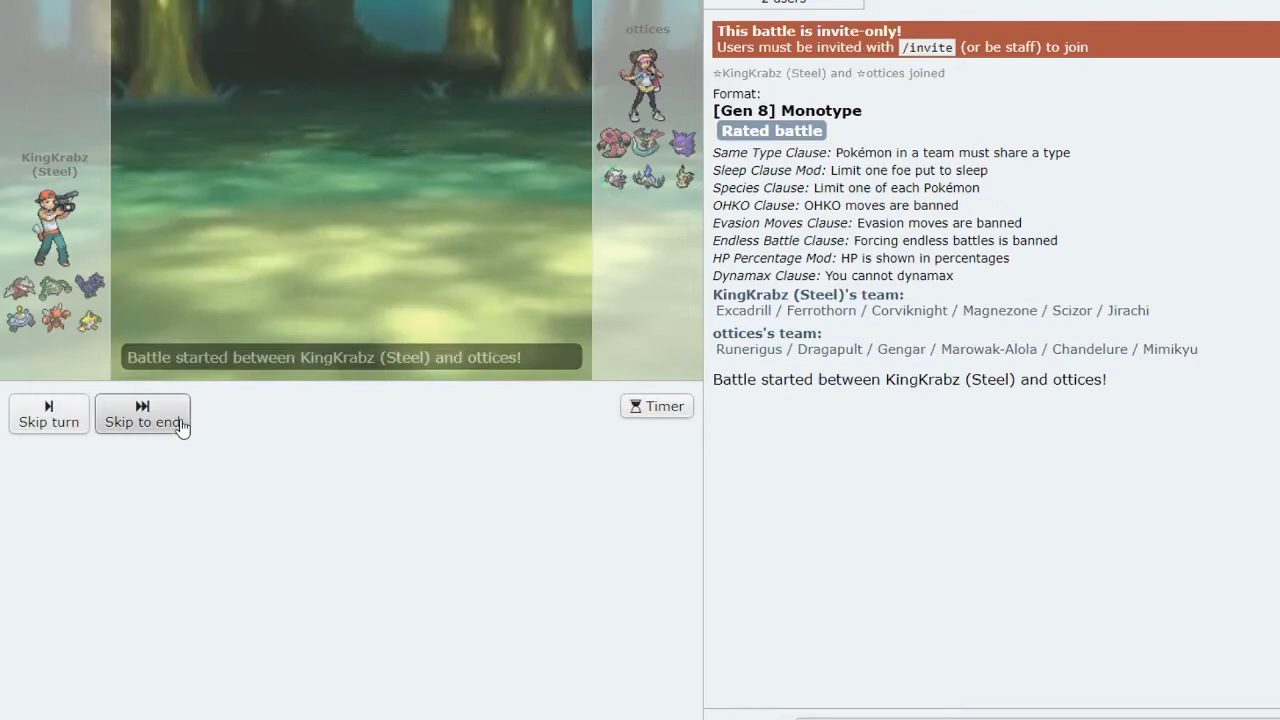 2 users
ottices
KingKrabz
(Steel)
Battle started between KingKrabz (Steel) and ottices!
Skip turn
Skip to end
Timer
This battle is invite-only!
Users must be invited with /invite (or be staff) to join
☆KingKrabz (Steel) and ☆ottices joined
Format:
[Gen 8] Monotype
Rated battle
Same Type Clause: Pokémon in a team must share a type
Sleep Clause Mod: Limit one foe put to sleep
Species Clause: Limit one of each Pokémon
OHKO Clause: OHKO moves are banned
Evasion Moves Clause: Evasion moves are banned
Endless Battle Clause: Forcing endless battles is banned
HP Percentage Mod: HP is shown in percentages
Dynamax Clause: You cannot dynamax
KingKrabz (Steel)'s team:
Excadrill / Ferrothorn / Corviknight / Magnezone / Scizor / Jirachi
ottices's team:
Runerigus / Dragapult / Gengar / Marowak-Alola / Chandelure / Mimikyu
Battle started between KingKrabz (Steel) and ottices!